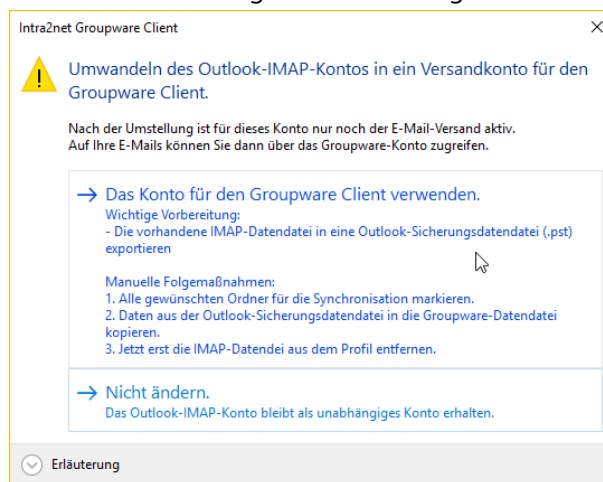 Intra2net Groupware Client
Umwandeln des Outlook-IMAP-Kontos in ein Versandkonto für den
Groupware Client.
Nach der Umstellung ist für dieses Konto nur noch der E-Mail-Versand aktiv.
Auf Ihre E-Mails können Sie dann über das Groupware-Konto zugreifen.
Das Konto für den Groupware Client verwenden.
Wichtige Vorbereitung:
- Die vorhandene IMAP-Datendatei in eine Outlook-Sicherungsdatendatei (.pst)
exportieren
Manuelle Folgemaßnahmen:
1. Alle gewünschten Ordner für die Synchronisation markieren.
2. Daten aus der Outlook-Sicherungsdatendatei in die Groupware-Datendatei
kopieren.
3. Jetzt erst die IMAP-Datendei aus dem Profil entfernen.
Nicht ändern.
Das Outlook-IMAP-Konto bleibt als unabhängiges Konto erhalten.
Erläuterung